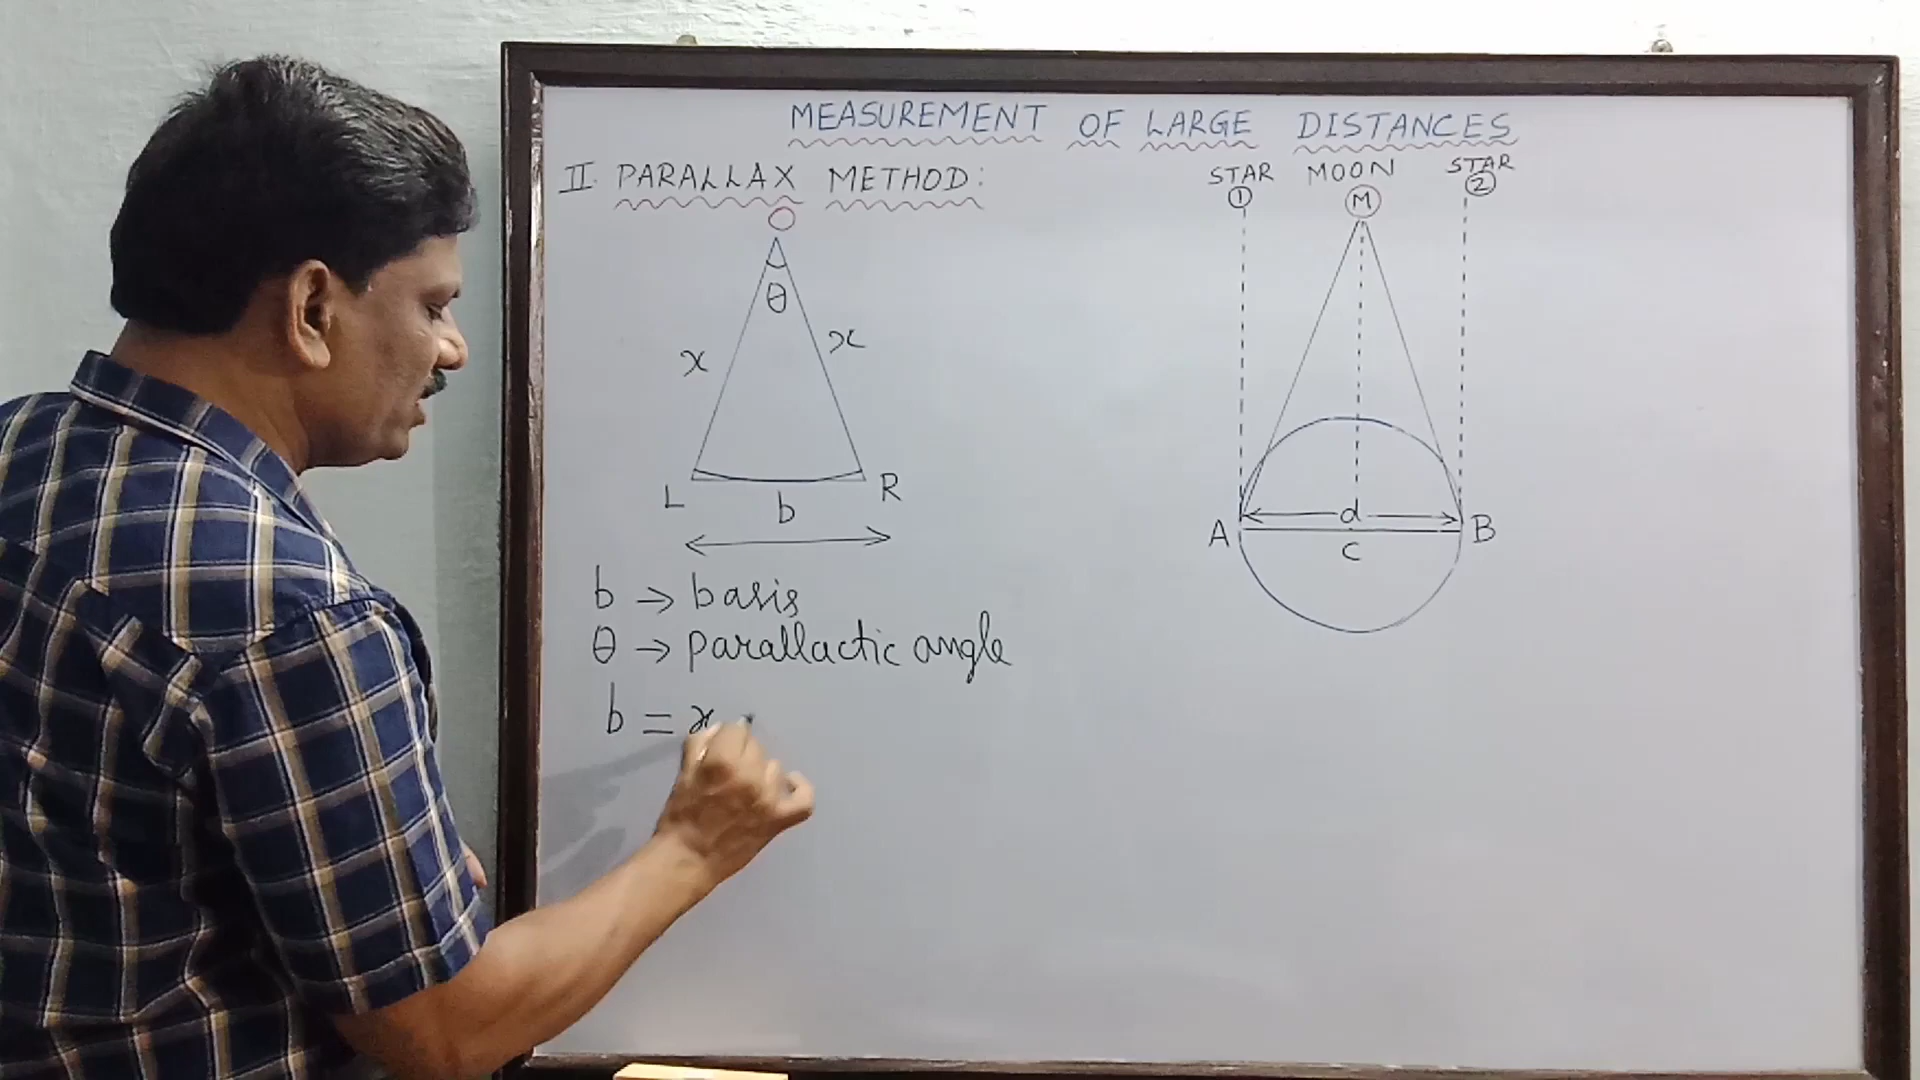 MEASUREMENT OF LARGE DISTANCES
II. PARALLAX METHOD:
O
θ
x
x
L
R
b
b → basis
θ → parallactic angle
b = x
STAR
1
MOON
M
STAR
2
A
d
B
C